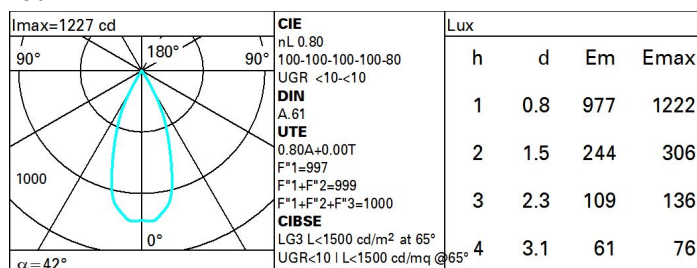 Imax=1227 cd
90° 180° 90°
1000
0°
α=42°
CIE
nL 0.80
100-100-100-100-80
UGR <10-<10
DIN
A.61
UTE
0.80A+0.00T
F"1=997
F"1+F"2=999
F"1+F"2+F"3=1000
CIBSE
LG3 L<1500 cd/m² at 65°
UGR<10 | L<1500 cd/mq @65°
Lux
h d Em Emax
1 0.8 977 1222
2 1.5 244 306
3 2.3 109 136
4 3.1 61 76